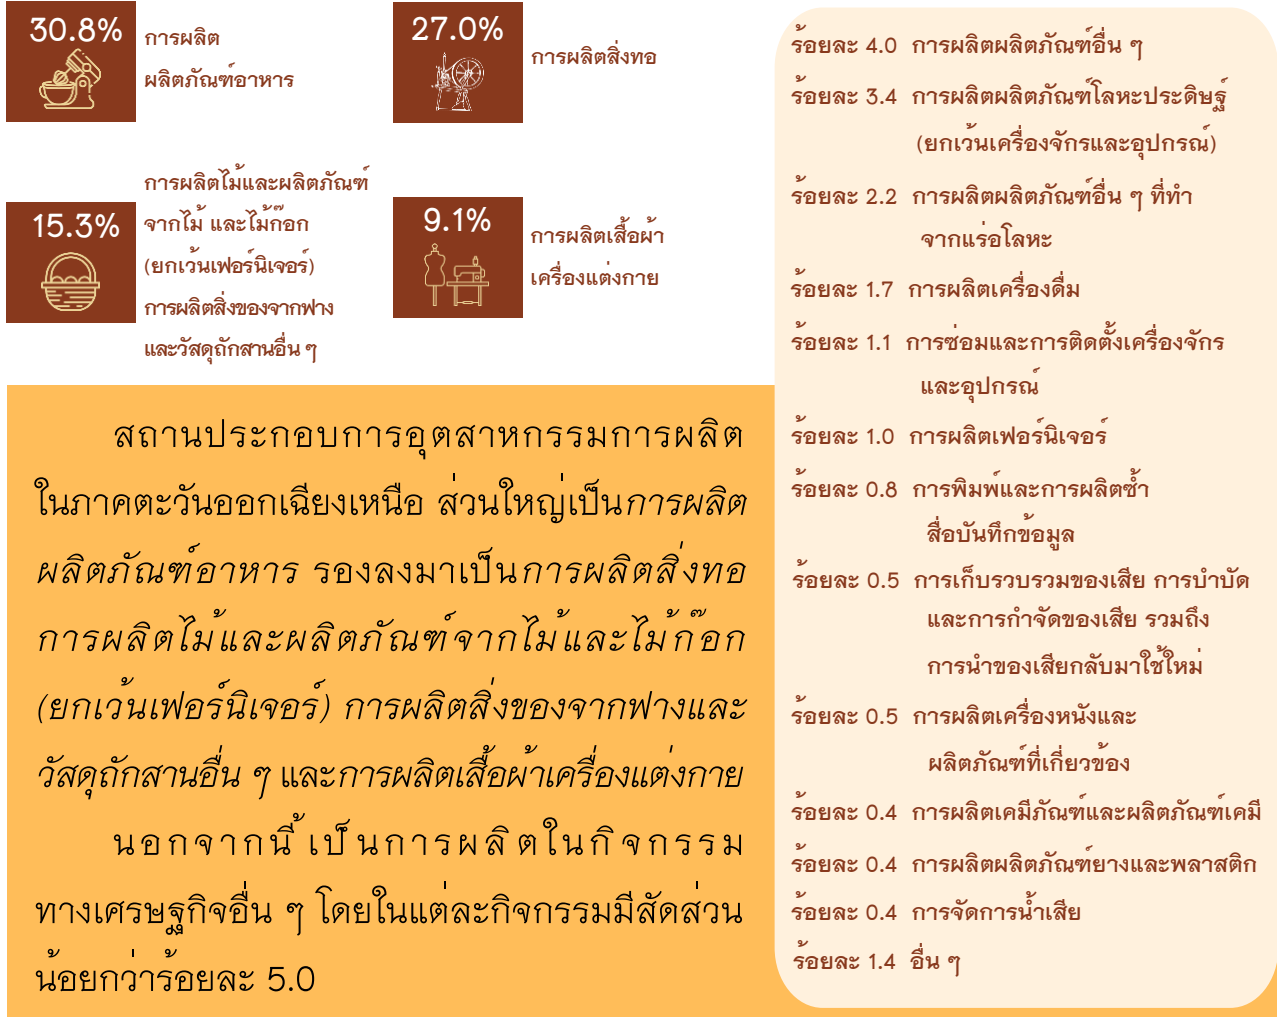 30.8%
การผลิต
ผลิตภัณฑ์อาหาร
27.0%
การผลิตสิ่งทอ
15.3%
การผลิตไม้และผลิตภัณฑ์
จากไม้ และไม้ก๊อก
(ยกเว้นเฟอร์นิเจอร์)
การผลิตสิ่งของจากฟาง
และวัสดุถักสานอื่น ๆ
9.1%
การผลิตเสื้อผ้า
เครื่องแต่งกาย
สถานประกอบการอุตสาหกรรมการผลิต
ในภาคตะวันออกเฉียงเหนือ ส่วนใหญ่เป็นการผลิต
ผลิตภัณฑ์อาหาร รองลงมาเป็นการผลิตสิ่งทอ
การผลิตไม้และผลิตภัณฑ์จากไม้และไม้ก๊อก
(ยกเว้นเฟอร์นิเจอร์) การผลิตสิ่งของจากฟางและ
วัสดุถักสานอื่น ๆ และการผลิตเสื้อผ้าเครื่องแต่งกาย
นอกจากนี้เป็นการผลิตในกิจกรรม
ทางเศรษฐกิจอื่น ๆ โดยในแต่ละกิจกรรมมีสัดส่วน
น้อยกว่าร้อยละ 5.0
ร้อยละ 4.0 การผลิตผลิตภัณฑ์อื่น ๆ
ร้อยละ 3.4 การผลิตผลิตภัณฑ์โลหะประดิษฐ์
(ยกเว้นเครื่องจักรและอุปกรณ์)
ร้อยละ 2.2 การผลิตผลิตภัณฑ์อื่น ๆ ที่ทำ
จากแร่อโลหะ
ร้อยละ 1.7 การผลิตเครื่องดื่ม
ร้อยละ 1.1 การซ่อมและการติดตั้งเครื่องจักร
และอุปกรณ์
ร้อยละ 1.0 การผลิตเฟอร์นิเจอร์
ร้อยละ 0.8 การพิมพ์และการผลิตซ้ำ
สื่อบันทึกข้อมูล
ร้อยละ 0.5 การเก็บรวบรวมของเสีย การบำบัด
และการกำจัดของเสีย รวมถึง
การนำของเสียกลับมาใช้ใหม่
ร้อยละ 0.5 การผลิตเครื่องหนังและ
ผลิตภัณฑ์ที่เกี่ยวข้อง
ร้อยละ 0.4 การผลิตเคมีภัณฑ์และผลิตภัณฑ์เคมี
ร้อยละ 0.4 การผลิตผลิตภัณฑ์ยางและพลาสติก
ร้อยละ 0.4 การจัดการน้ำเสีย
ร้อยละ 1.4 อื่น ๆ